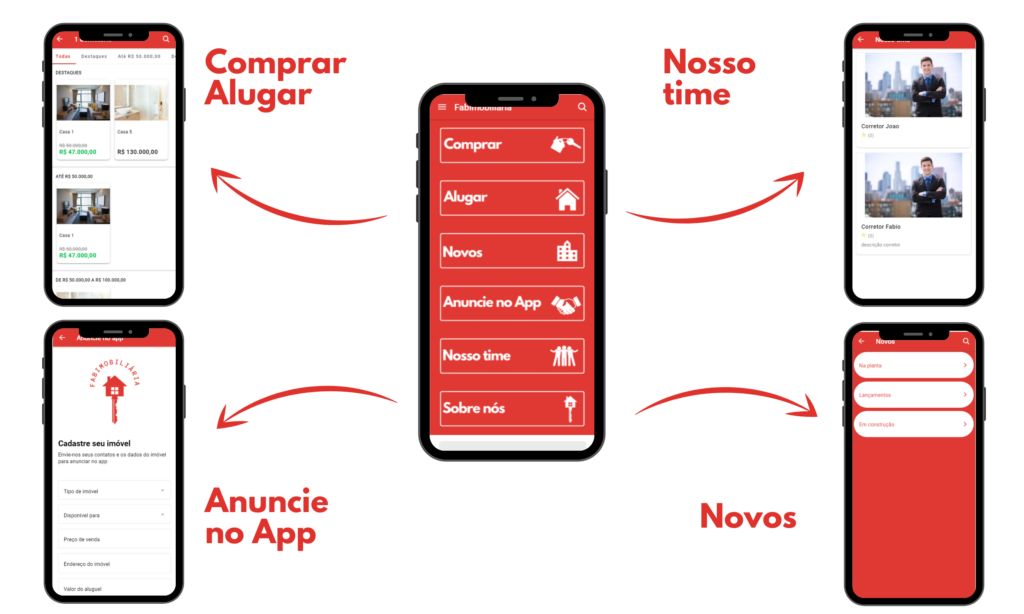 Todas Destaques Até R$ 50.000,00
DESTAQUES
Casa 1
R$ 50.000,00
R$ 47.000,00
Casa 5
R$ 130.000,00
ATÉ R$ 50.000,00
Casa 1
R$ 50.000,00
R$ 47.000,00
DE R$ 50.000,00 A R$ 100.000,00
Comprar
Alugar
Fabimobiliária
Comprar
Alugar
Novos
Anuncie no App
Nosso time
Sobre nós
Nosso
time
Nosso time
Corretor Joao
(0)
Corretor Fabio
(0)
descrição corretor
Anuncie no app
FABIMOBILIÁRIA
Cadastre seu imóvel
Envie-nos seus contatos e os dados do imóvel
para anunciar no app
Tipo de imóvel
Disponível para
Preço de venda
Endereço do imóvel
Valor do aluguel
Anuncie
no App
Novos
Novos
Na planta
Lançamentos
Em construção